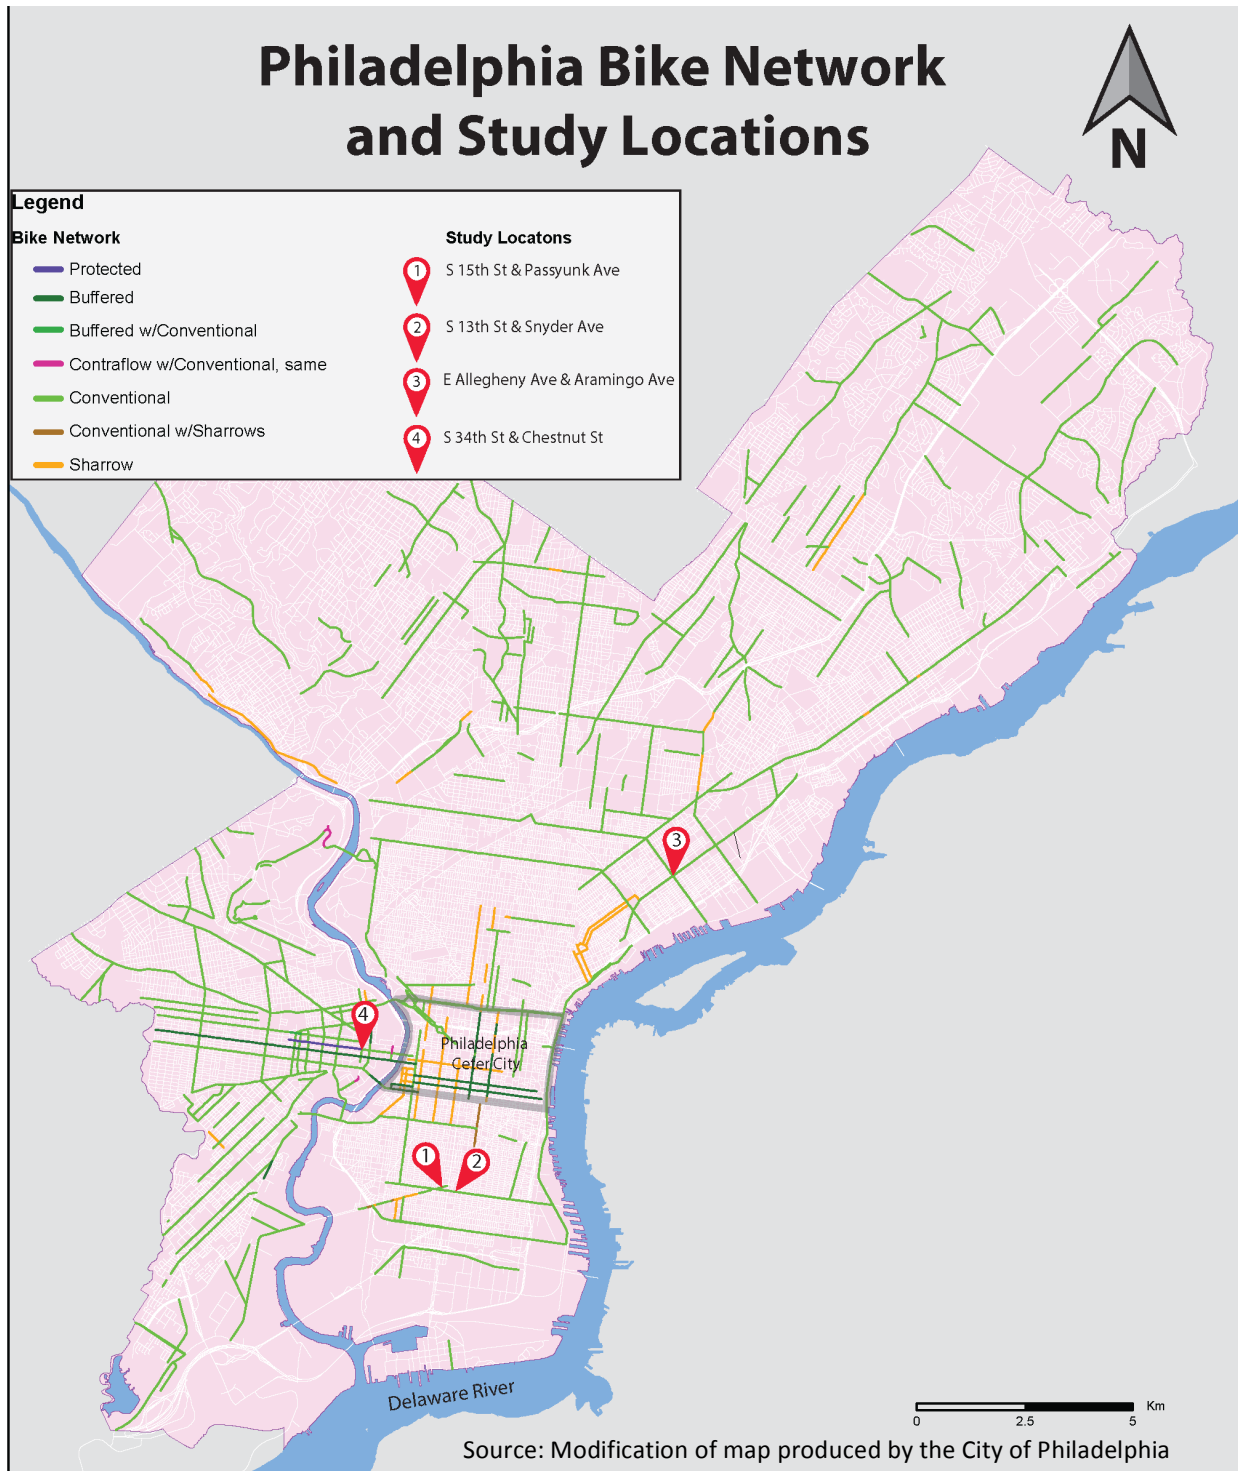 Philadelphia Bike Network
and Study Locations
N
Legend
Bike Network
Protected
Buffered
Buffered w/Conventional
Contraflow w/Conventional, same
Conventional
Conventional w/Sharrows
Sharrow
Study Locatons
1 S 15th St & Passyunk Ave
2 S 13th St & Snyder Ave
3 E Allegheny Ave & Aramingo Ave
4 S 34th St & Chestnut St
3
4
Philadelphia
Cefer City
1
2
Delaware River
Km
0 2.5 5
Source: Modification of map produced by the City of Philadelphia